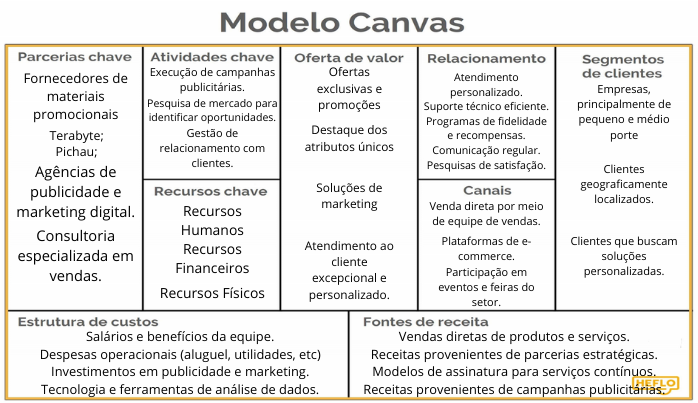 Modelo Canvas
Parcerias chave
Fornecedores de
materiais
promocionais
Terabyte;
Pichau;
Agências de
publicidade e
marketing digital.
Consultoria
especializada em
vendas.
Atividades chave
Execução de campanhas
publicitárias.
Pesquisa de mercado para
identificar oportunidades.
Gestão de
relacionamento com
clientes.
Recursos chave
Recursos
Humanos
Recursos
Financeiros
Recursos Físicos
Oferta de valor
Ofertas
exclusivas e
promoções
Destaque dos
atributos únicos
Soluções de
marketing
Atendimento ao
cliente
excepcional e
personalizado.
Relacionamento
Atendimento
personalizado.
Suporte técnico eficiente.
Programas de fidelidade
e recompensas.
Comunicação regular.
Pesquisas de satisfação.
Canais
Venda direta por meio
de equipe de vendas.
Plataformas de e-
commerce.
Participação em
eventos e feiras do
setor.
Segmentos
de clientes
Empresas,
principalmente de
pequeno e médio
porte
Clientes
geograficamente
localizados.
Clientes que buscam
soluções
personalizadas.
Estrutura de custos
Salários e benefícios da equipe.
Despesas operacionais (aluguel, utilidades, etc)
Investimentos em publicidade e marketing.
Tecnologia e ferramentas de análise de dados.
Fontes de receita
Vendas diretas de produtos e serviços.
Receitas provenientes de parcerias estratégicas.
Modelos de assinatura para serviços contínuos.
Receitas provenientes de campanhas publicitárias.
HEFLO